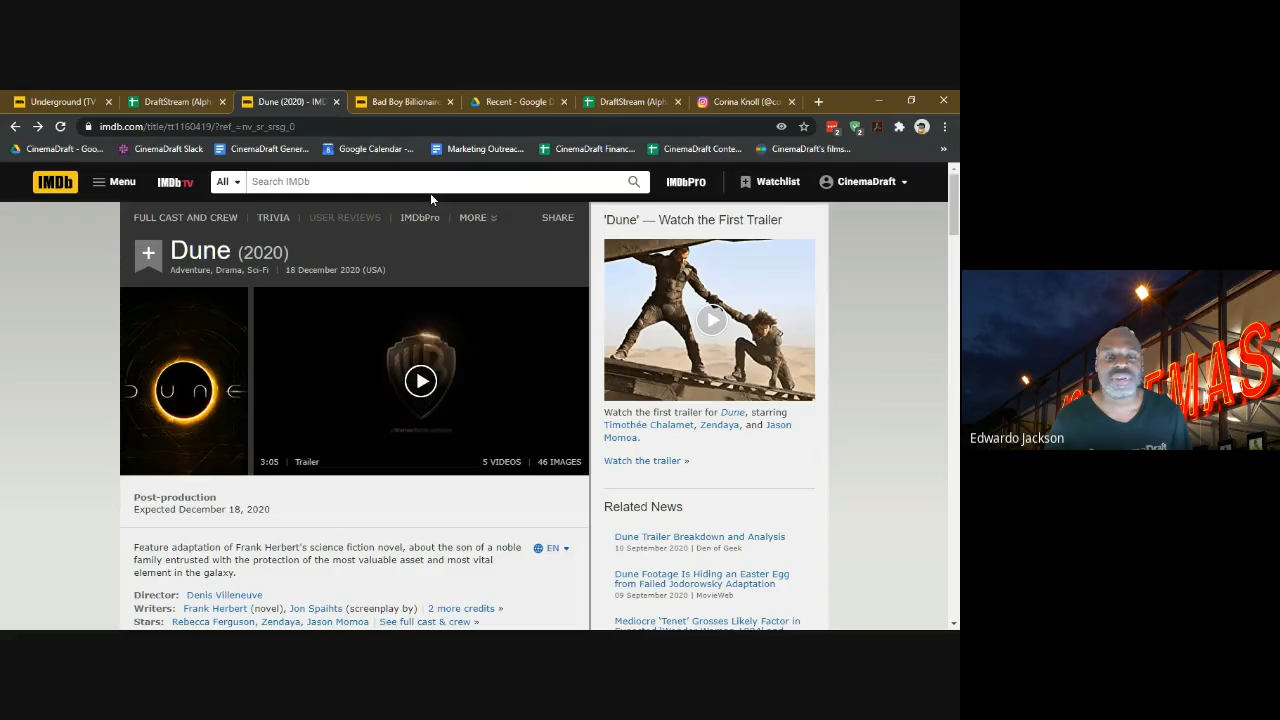 Underground (TV
DraftStream (Alph
Dune (2020) - IMD
Bad Boy Billionaire
Recent - Google D
DraftStream (Alph
Corina Knoll (@co
imdb.com/title/tt1160419/?ref_=nv_sr_srsg_0
2
2
CinemaDraft - Goo...
CinemaDraft Slack
CinemaDraft Gener...
Google Calendar -...
Marketing Outreac...
CinemaDraft Financ...
CinemaDraft Conte...
CinemaDraft's films...
»
IMDb
Menu
IMDbTV
All
Search IMDb
IMDbPro
Watchlist
CinemaDraft
FULL CAST AND CREW
TRIVIA
USER REVIEWS
IMDbPro
MORE
SHARE
Dune (2020)
Adventure, Drama, Sci-Fi | 18 December 2020 (USA)
DUNE
3:05 | Trailer
5 VIDEOS | 46 IMAGES
Post-production
Expected December 18, 2020
Feature adaptation of Frank Herbert's science fiction novel, about the son of a noble
family entrusted with the protection of the most valuable asset and most vital
element in the galaxy.
EN
Director: Denis Villeneuve
Writers: Frank Herbert (novel), Jon Spaihts (screenplay by) | 2 more credits »
Stars: Rebecca Ferguson, Zendaya, Jason Momoa | See full cast & crew »
'Dune' — Watch the First Trailer
Watch the first trailer for Dune, starring
Timothée Chalamet, Zendaya, and Jason
Momoa.
Watch the trailer »
Related News
Dune Trailer Breakdown and Analysis
10 September 2020 | Den of Geek
Dune Footage Is Hiding an Easter Egg
from Failed Jodorowsky Adaptation
09 September 2020 | MovieWeb
Mediocre 'Tenet' Grosses Likely Factor in
Edwardo Jackson